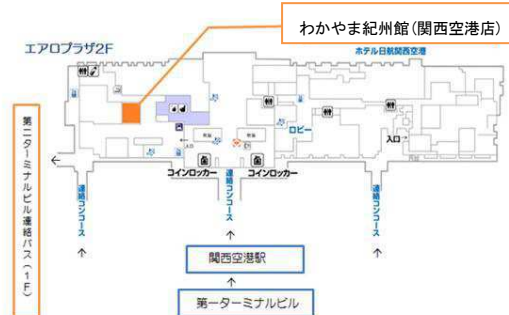 わかやま紀州館(関西空港店)
エアロプラザ2F
ホテル日航関西空港
ロビー
入口
コインロッカー
コインロッカー
第二ターミナルビル連絡バス(1F)
連絡コンコース
連絡コンコース
連絡コンコース
関西空港駅
第一ターミナルビル